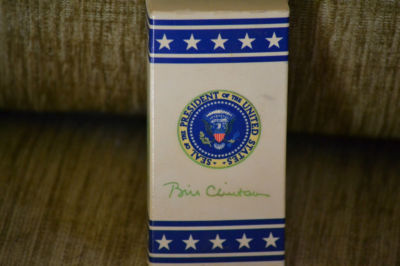 SEAL OF THE PRESIDENT OF THE UNITED STATES
Bill Clinton